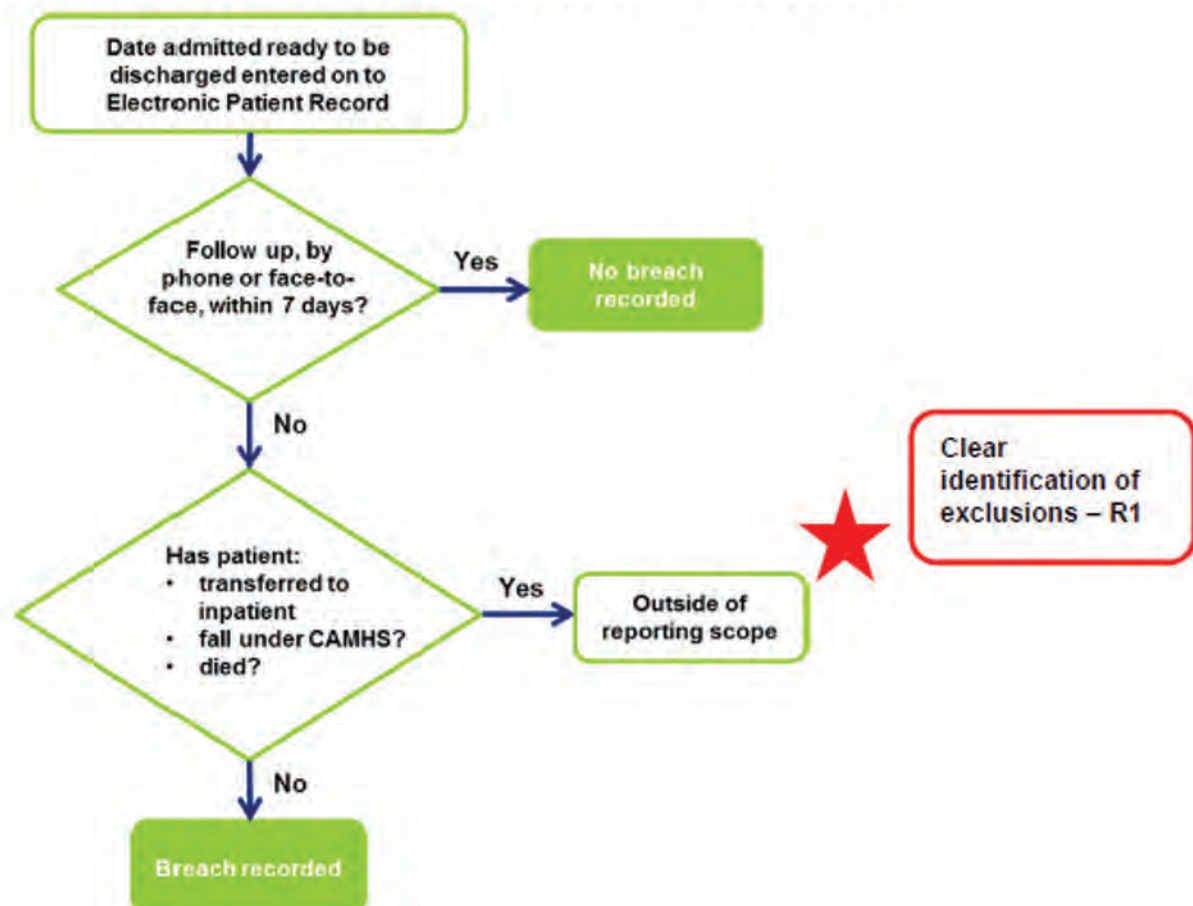 Date admitted ready to be
discharged entered on to
Electronic Patient Record
Follow up, by
phone or face-to-
face, within 7 days?
Yes
No breach
recorded
No
Has patient:
• transferred to
inpatient
• fall under CAMHS?
• died?
Yes
Outside of
reporting scope
Clear
identification of
exclusions – R1
No
Breach recorded